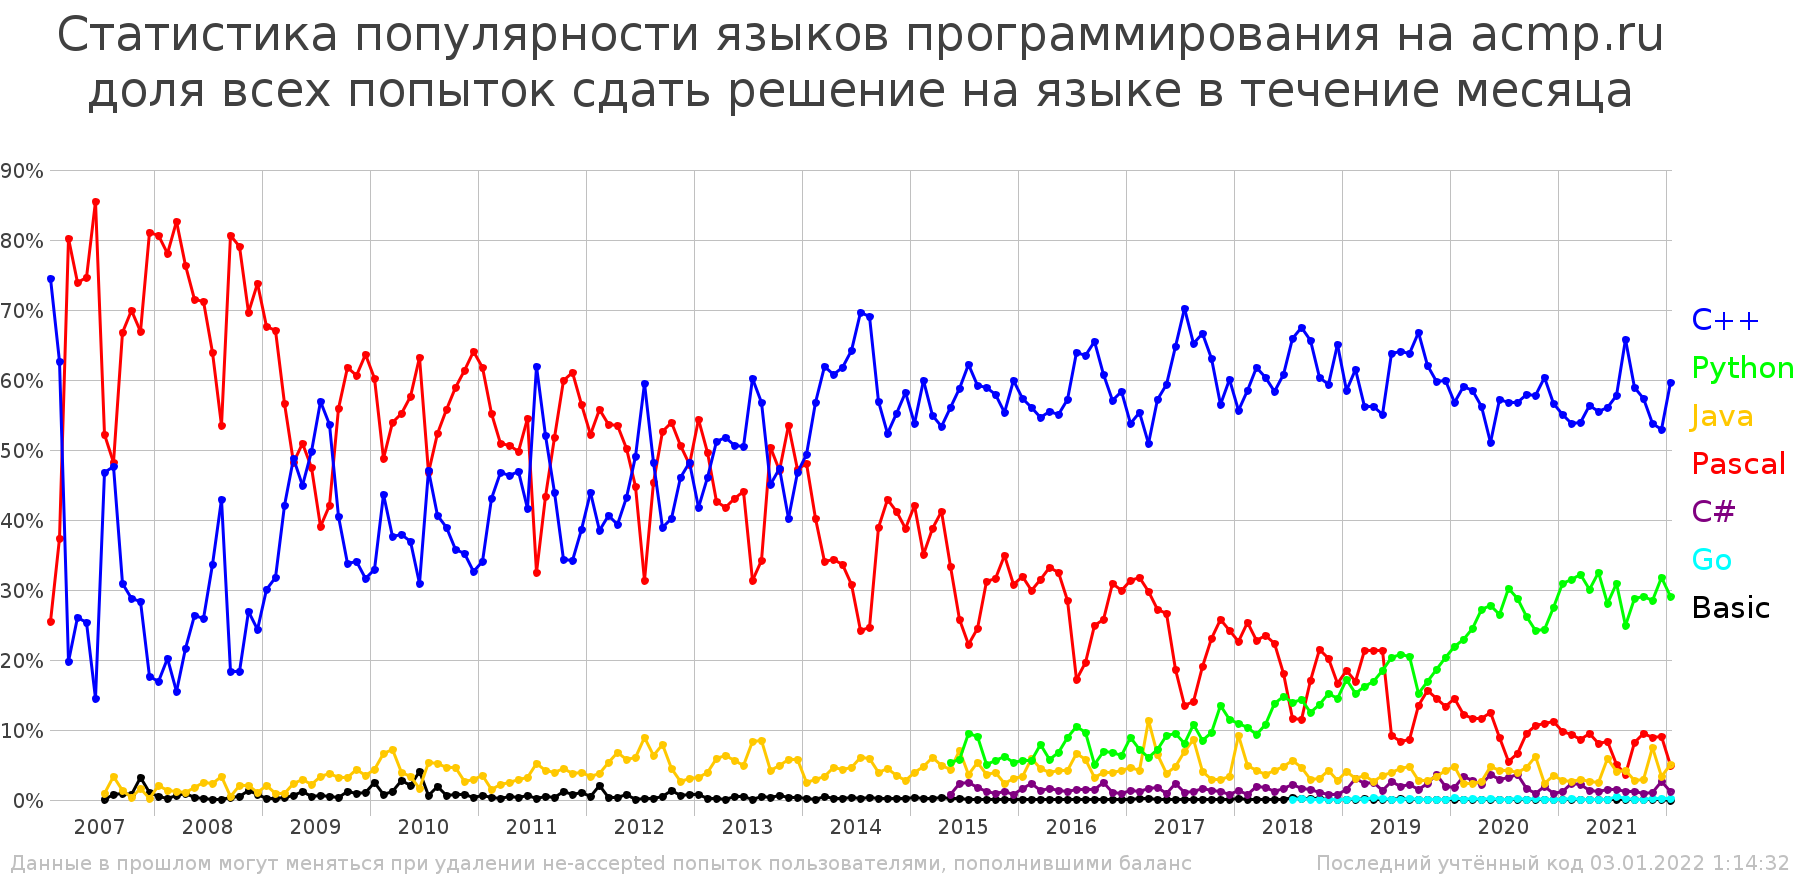 Статистика популярности языков программирования на acmp.ru
доля всех попыток сдать решение на языке в течение месяца
90%
80%
70%
60%
50%
40%
30%
20%
10%
0%
C++
Python
Java
Pascal
C#
Go
Basic
2007 2008 2009 2010 2011 2012 2013 2014 2015 2016 2017 2018 2019 2020 2021
Данные в прошлом могут меняться при удалении не-accepted попыток пользователями, пополнившими баланс
Последний учтённый код 03.01.2022 1:14:32